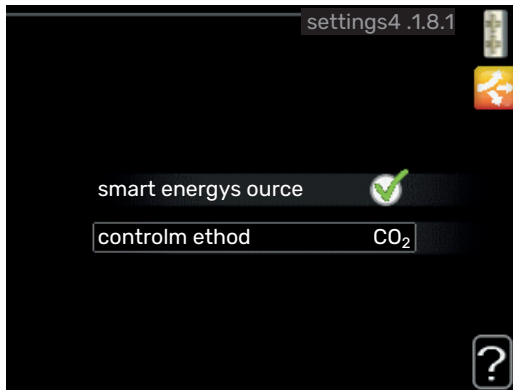 settings4 .1.8.1
smart energys ource
controlm ethod CO₂
?